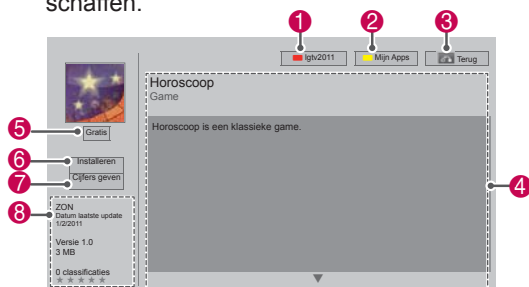 schaffen.
1
2
3
lgtv2011
Mijn Apps
Terug
Horoscoop
Game
Horoscoop is een klassieke game.
5
Gratis
6
Installeren
7
Cijfers geven
4
8
ZON
Datum laatste update
1/2/2011
Versie 1.0
3 MB
0 classificaties
★ ★ ★ ★ ★